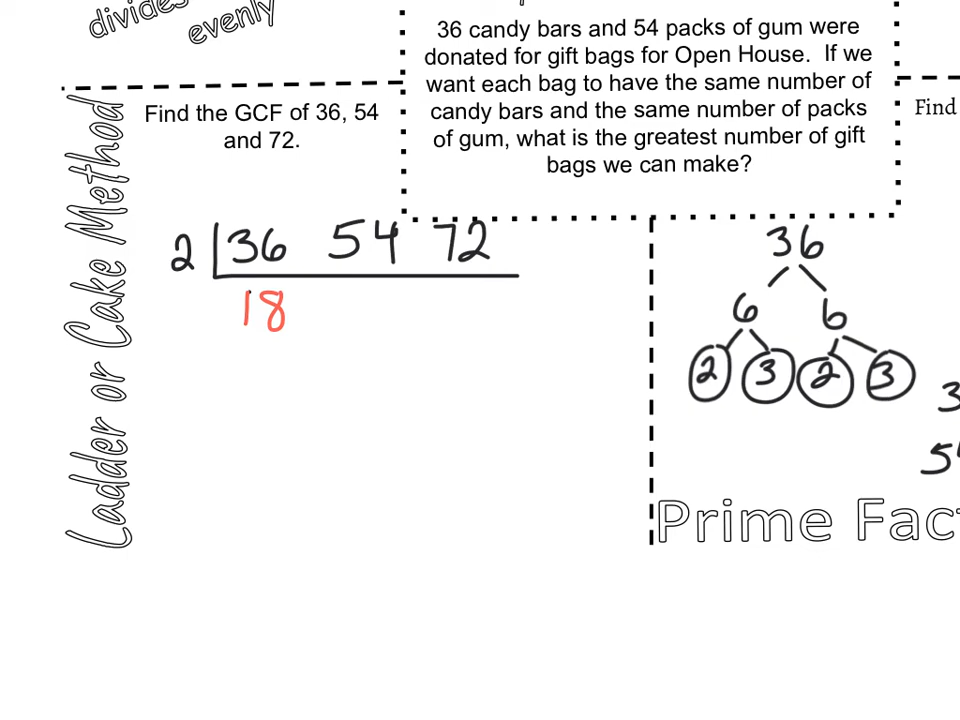 divides
evenly
36 candy bars and 54 packs of gum were
donated for gift bags for Open House. If we
want each bag to have the same number of
candy bars and the same number of packs
of gum, what is the greatest number of gift
bags we can make?
Ladder or Cake Method
Find the GCF of 36, 54
and 72.
2 36 54 72
18
Find
36
6 6
2 3 2 3
3
54
Prime Fact